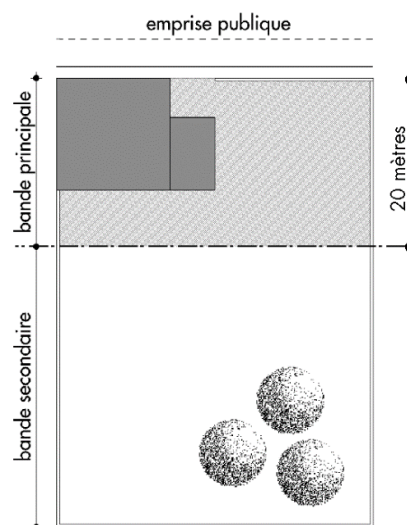 emprise publique
bande principale
20 mètres
bande secondaire